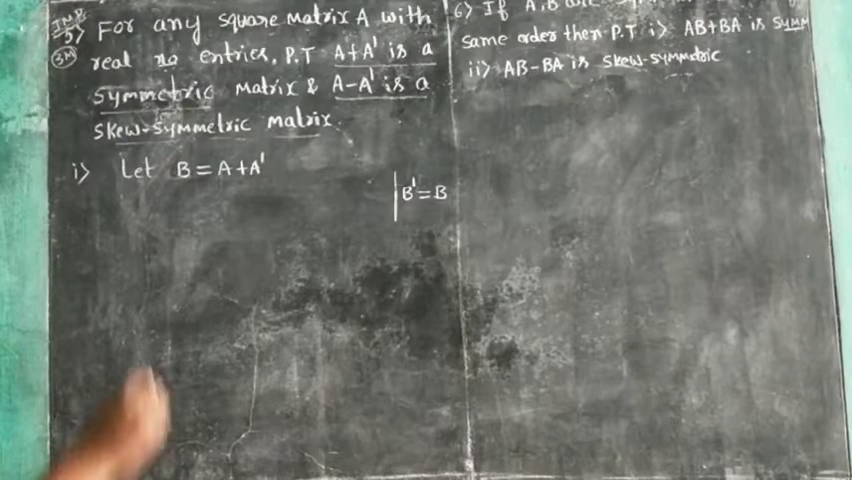 IMP
5) For any square matrix A with
3M real no entries, P.T A+A' is a
symmetric matrix & A-A' is a
skew-symmetric matrix.
i) Let B=A+A'
B'=B
6) If A,B
same order then P.T i) AB+BA is symm
ii) AB-BA is skew-symmetric